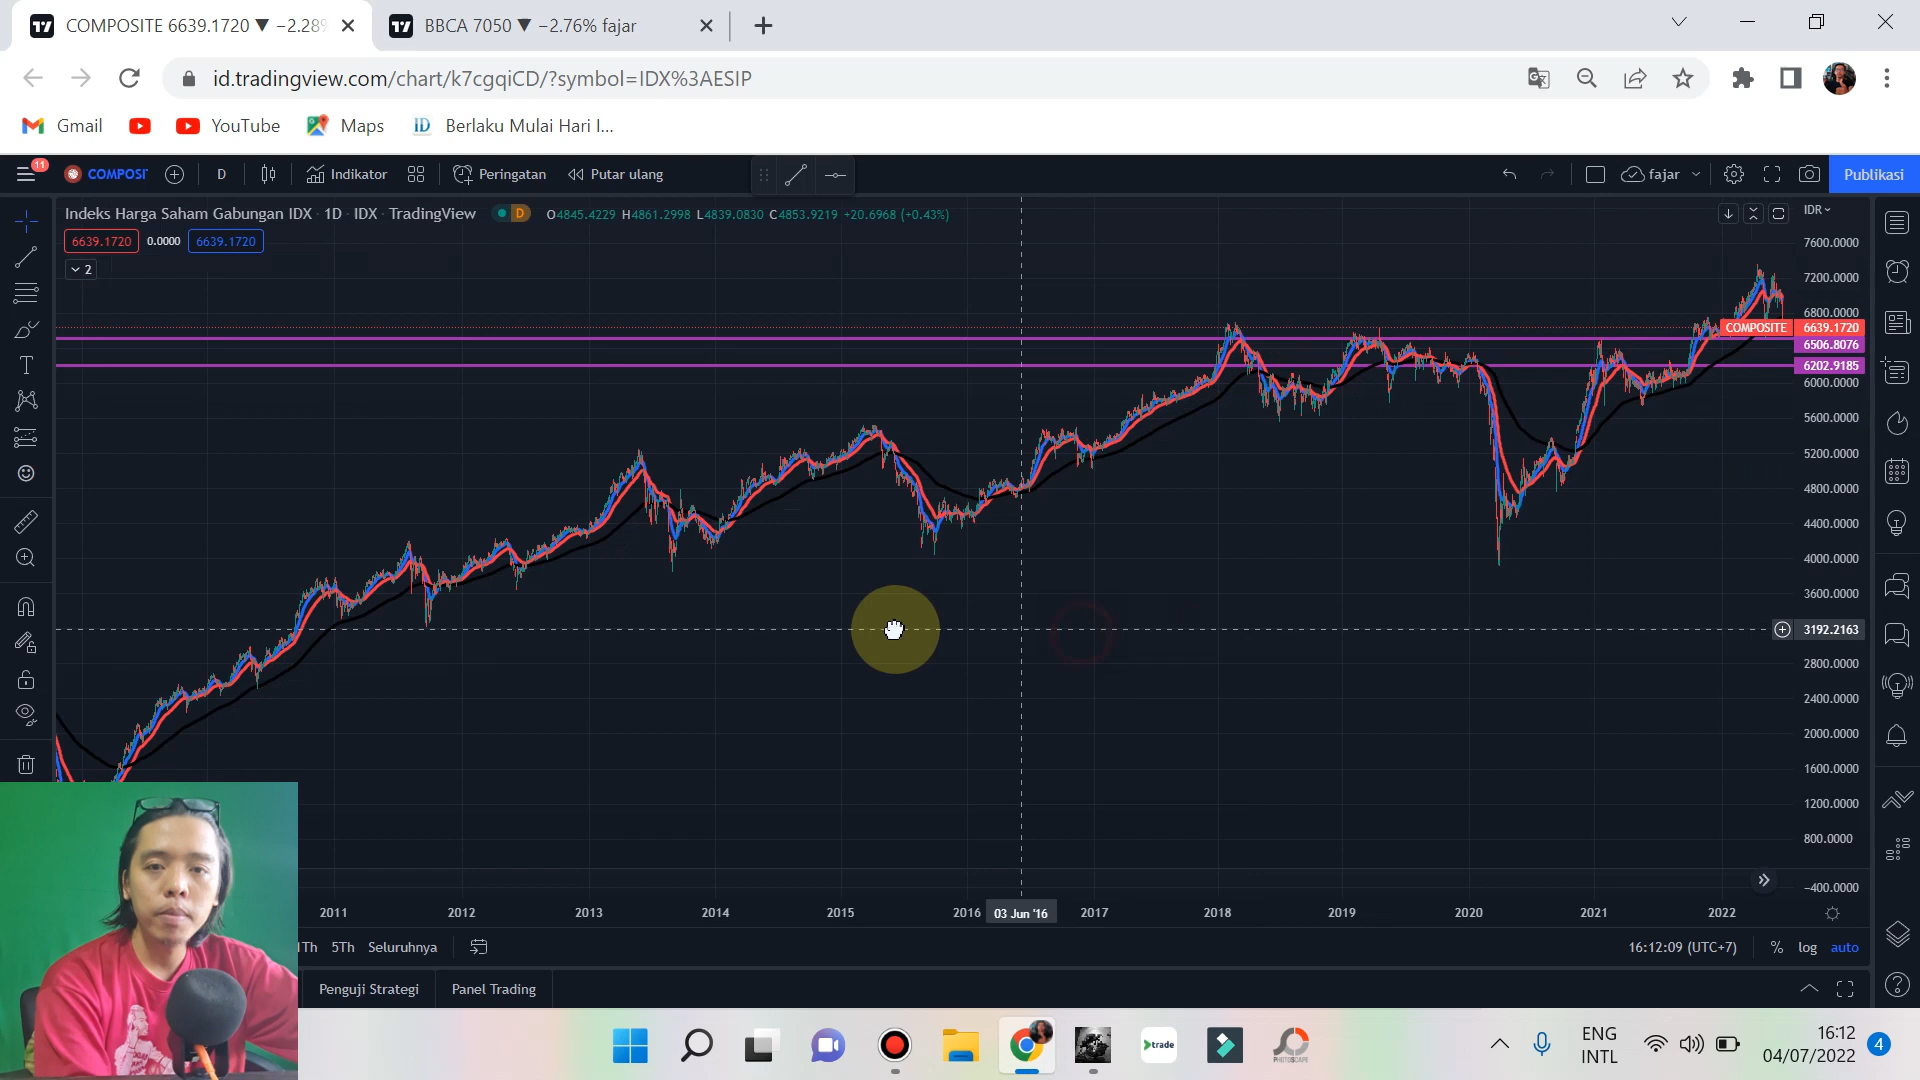 COMPOSITE 6639.1720 ▼ −2.28%
BBCA 7050 ▼ −2.76% fajar
id.tradingview.com/chart/k7cgqiCD/?symbol=IDX%3AESIP
Gmail
YouTube
Maps
ID
Berlaku Mulai Hari I...
11
COMPOSI
D
Indikator
Peringatan
Putar ulang
fajar
Publikasi
Indeks Harga Saham Gabungan IDX · 1D · IDX · TradingView
D
O4845.4229 H4861.2998 L4839.0830 C4853.9219 +20.6968 (+0.43%)
6639.1720
0.0000
6639.1720
2
IDR
7600.0000
7200.0000
6800.0000
COMPOSITE
6639.1720
6506.8076
6202.9185
6000.0000
5600.0000
5200.0000
4800.0000
4400.0000
4000.0000
3600.0000
3192.2163
2800.0000
2400.0000
2000.0000
1600.0000
1200.0000
800.0000
−400.0000
2011
2012
2013
2014
2015
2016
03 Jun '16
2017
2018
2019
2020
2021
2022
1Th
5Th
Seluruhnya
16:12:09 (UTC+7)
%
log
auto
Penguji Strategi
Panel Trading
trade
PHOTOSCAPE
ENG
INTL
16:12
04/07/2022
4